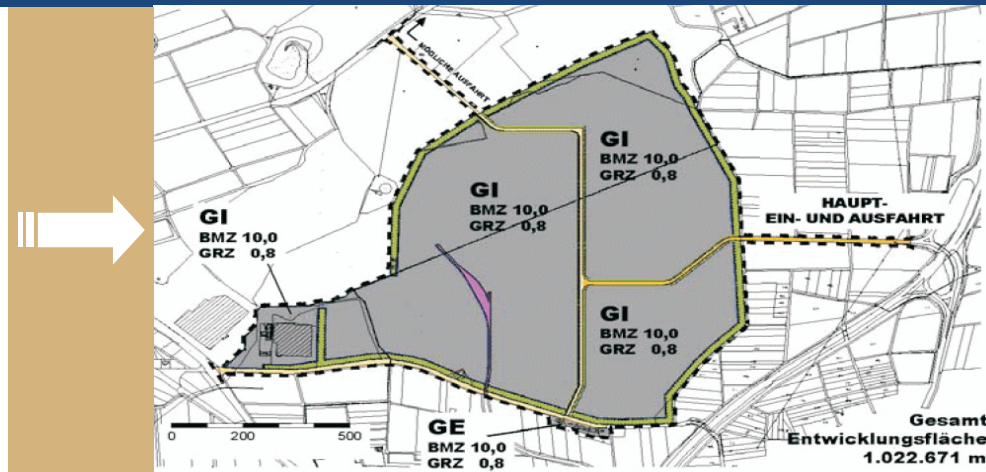 MÖGLICHE AUSFAHRT
GI
BMZ 10,0
GRZ 0,8
GI
BMZ 10,0
GRZ 0,8
GI
BMZ 10,0
GRZ 0,8
HAUPT-
EIN- UND AUSFAHRT
GI
BMZ 10,0
GRZ 0,8
0 200 500
GE
BMZ 10,0
GRZ 0,8
Gesamt
Entwicklungsfläche
1.022.671 m